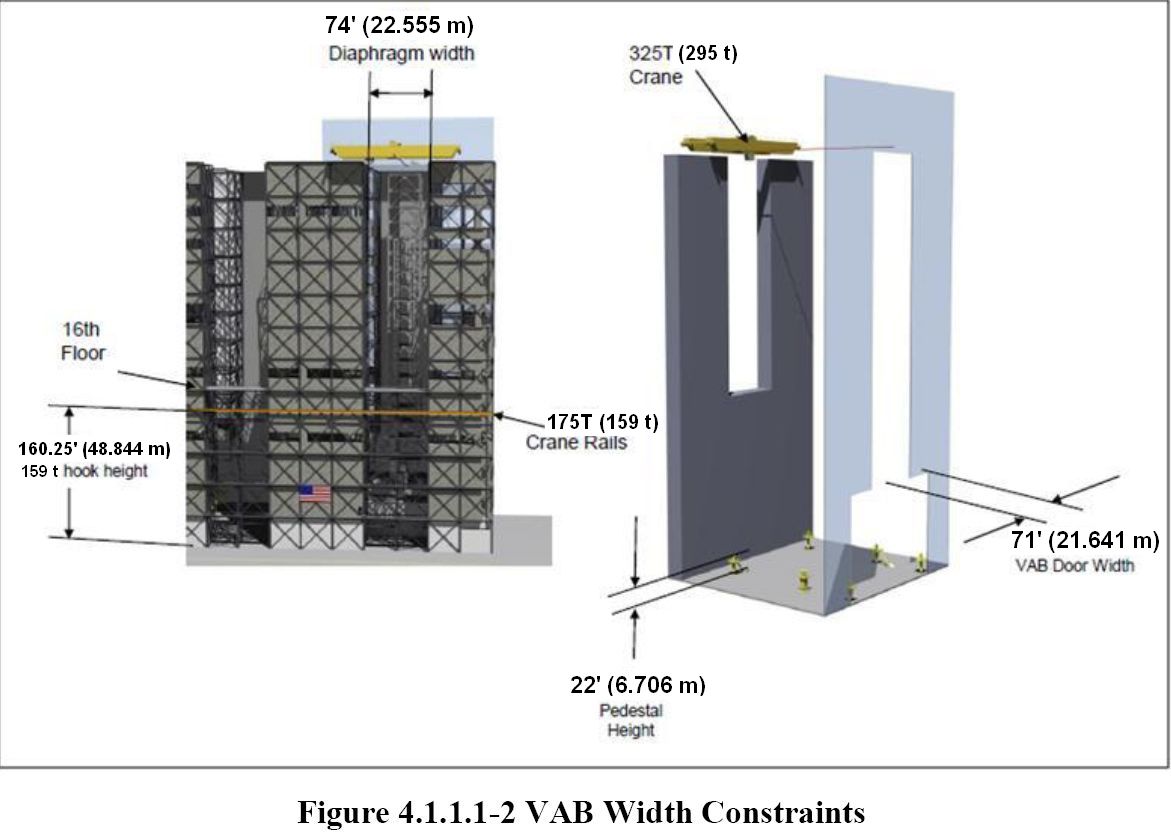 74' (22.555 m)
Diaphragm width
325T (295 t)
Crane
16th
Floor
175T (159 t)
Crane Rails
160.25' (48.844 m)
159 t hook height
71' (21.641 m)
VAB Door Width
22' (6.706 m)
Pedestal
Height
Figure 4.1.1.1-2 VAB Width Constraints